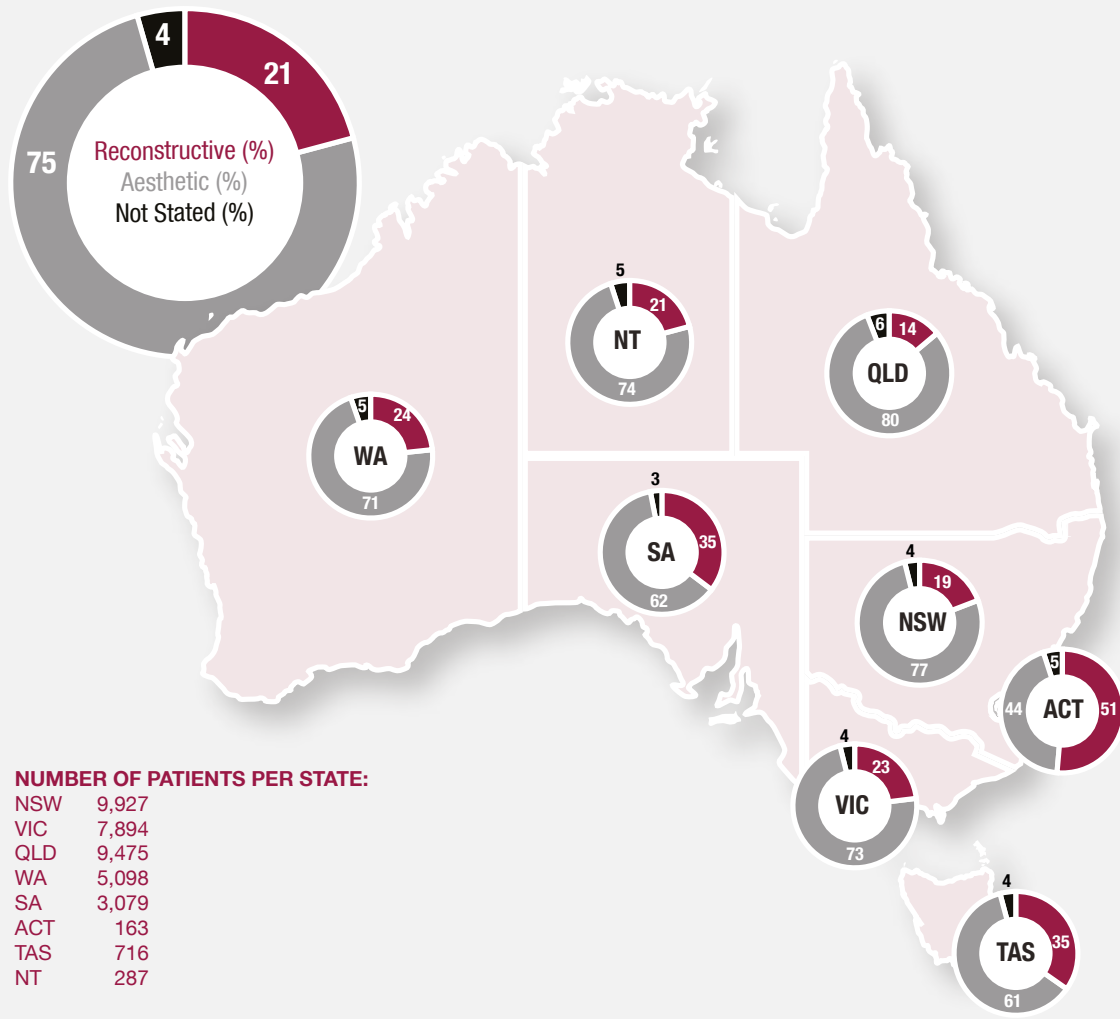 4
21
75
Reconstructive (%)
Aesthetic (%)
Not Stated (%)
5
21
NT
74
6
14
QLD
80
5
24
WA
71
3
35
SA
62
4
19
NSW
77
5
44
ACT
51
4
23
VIC
73
4
35
TAS
61
NUMBER OF PATIENTS PER STATE:
NSW 9,927
VIC 7,894
QLD 9,475
WA 5,098
SA 3,079
ACT 163
TAS 716
NT 287